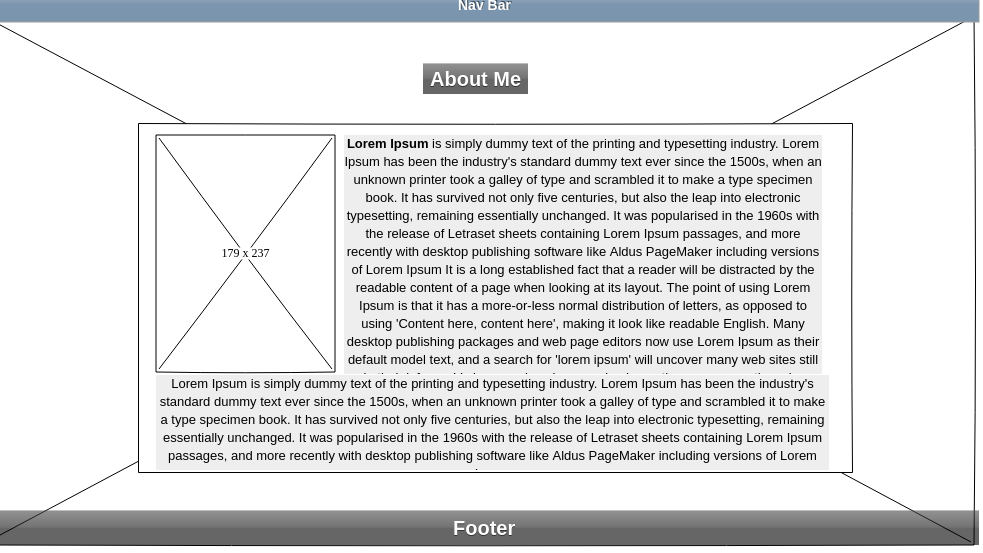 Nav Bar
About Me
Lorem Ipsum is simply dummy text of the printing and typesetting industry. Lorem
Ipsum has been the industry's standard dummy text ever since the 1500s, when an
unknown printer took a galley of type and scrambled it to make a type specimen
book. It has survived not only five centuries, but also the leap into electronic
typesetting, remaining essentially unchanged. It was popularised in the 1960s with
the release of Letraset sheets containing Lorem Ipsum passages, and more
recently with desktop publishing software like Aldus PageMaker including versions
of Lorem Ipsum It is a long established fact that a reader will be distracted by the
readable content of a page when looking at its layout. The point of using Lorem
Ipsum is that it has a more-or-less normal distribution of letters, as opposed to
using 'Content here, content here', making it look like readable English. Many
desktop publishing packages and web page editors now use Lorem Ipsum as their
default model text, and a search for 'lorem ipsum' will uncover many web sites still
179 x 237
Lorem Ipsum is simply dummy text of the printing and typesetting industry. Lorem Ipsum has been the industry's
standard dummy text ever since the 1500s, when an unknown printer took a galley of type and scrambled it to make
a type specimen book. It has survived not only five centuries, but also the leap into electronic typesetting, remaining
essentially unchanged. It was popularised in the 1960s with the release of Letraset sheets containing Lorem Ipsum
passages, and more recently with desktop publishing software like Aldus PageMaker including versions of Lorem
Footer